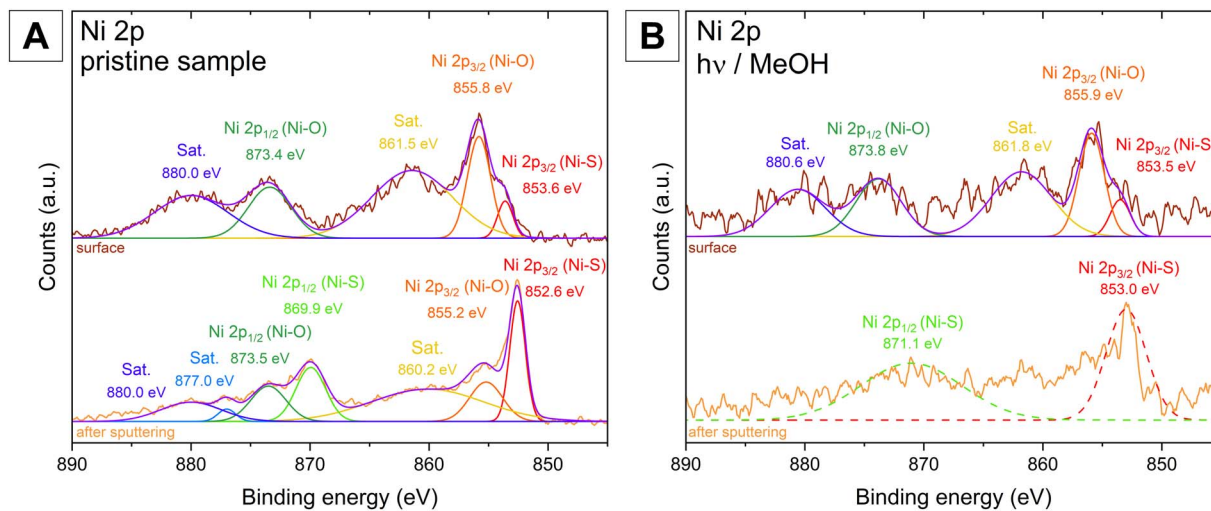 A
Ni 2p
pristine sample
Ni 2p3/2 (Ni-O)
855.8 eV
Ni 2p1/2 (Ni-O)
873.4 eV
Sat.
861.5 eV
Sat.
880.0 eV
Ni 2p3/2 (Ni-S)
853.6 eV
surface
Ni 2p3/2 (Ni-S)
852.6 eV
Ni 2p1/2 (Ni-S)
869.9 eV
Ni 2p3/2 (Ni-O)
855.2 eV
Ni 2p1/2 (Ni-O)
873.5 eV
Sat.
860.2 eV
Sat.
877.0 eV
Sat.
880.0 eV
after sputtering
Counts (a.u.)
890 880 870 860 850
Binding energy (eV)
B
Ni 2p
hν / MeOH
Ni 2p3/2 (Ni-O)
855.9 eV
Ni 2p1/2 (Ni-O)
873.8 eV
Sat.
861.8 eV
Sat.
880.6 eV
Ni 2p3/2 (Ni-S
853.5 eV
surface
Ni 2p3/2 (Ni-S)
853.0 eV
Ni 2p1/2 (Ni-S)
871.1 eV
after sputtering
Counts (a.u.)
890 880 870 860 850
Binding energy (eV)